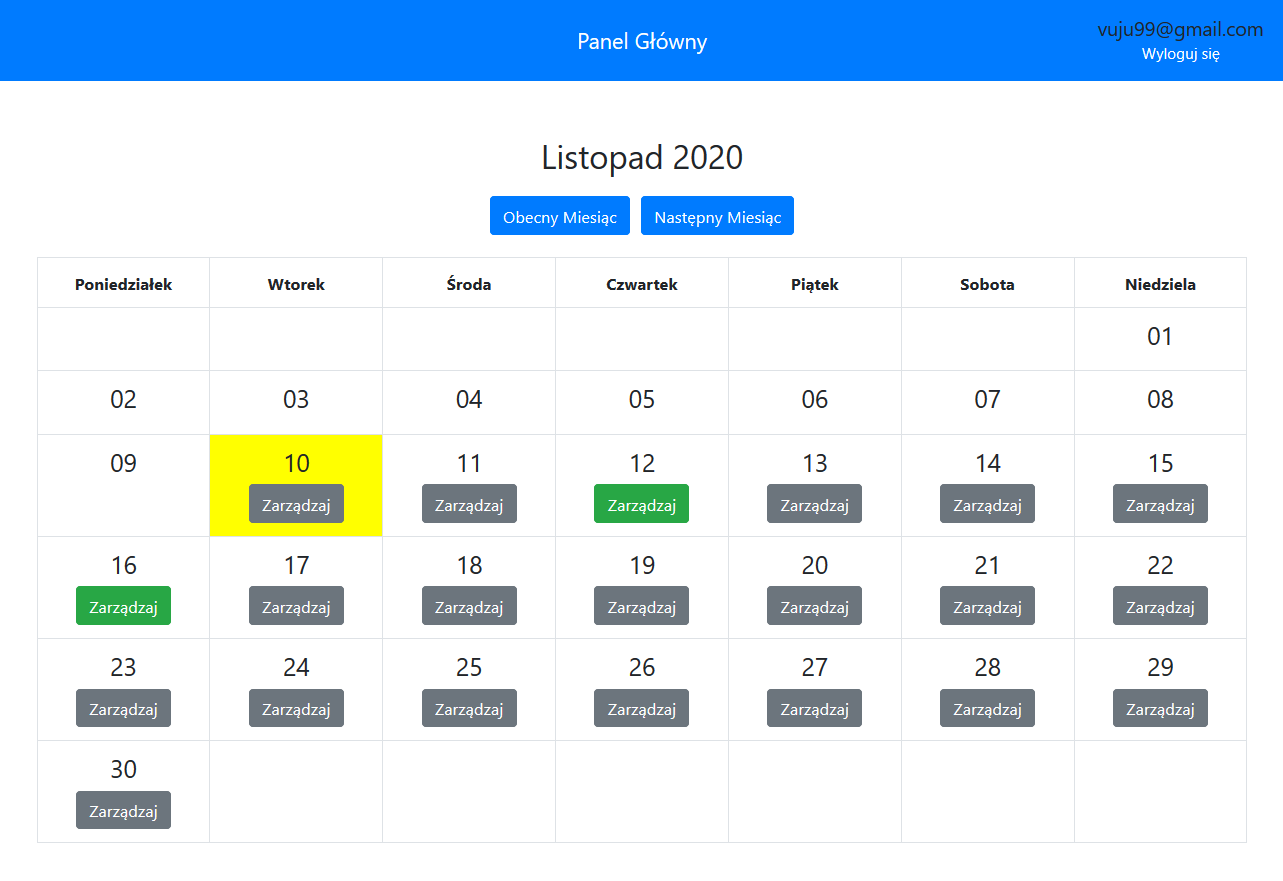 Panel Główny
vuju99@gmail.com
Wyloguj się
Listopad 2020
Obecny Miesiąc Następny Miesiąc
Poniedziałek Wtorek Środa Czwartek Piątek Sobota Niedziela
01
02 03 04 05 06 07 08
09 10 11 12 13 14 15
Zarządzaj Zarządzaj Zarządzaj Zarządzaj Zarządzaj Zarządzaj
16 17 18 19 20 21 22
Zarządzaj Zarządzaj Zarządzaj Zarządzaj Zarządzaj Zarządzaj Zarządzaj
23 24 25 26 27 28 29
Zarządzaj Zarządzaj Zarządzaj Zarządzaj Zarządzaj Zarządzaj Zarządzaj
30
Zarządzaj